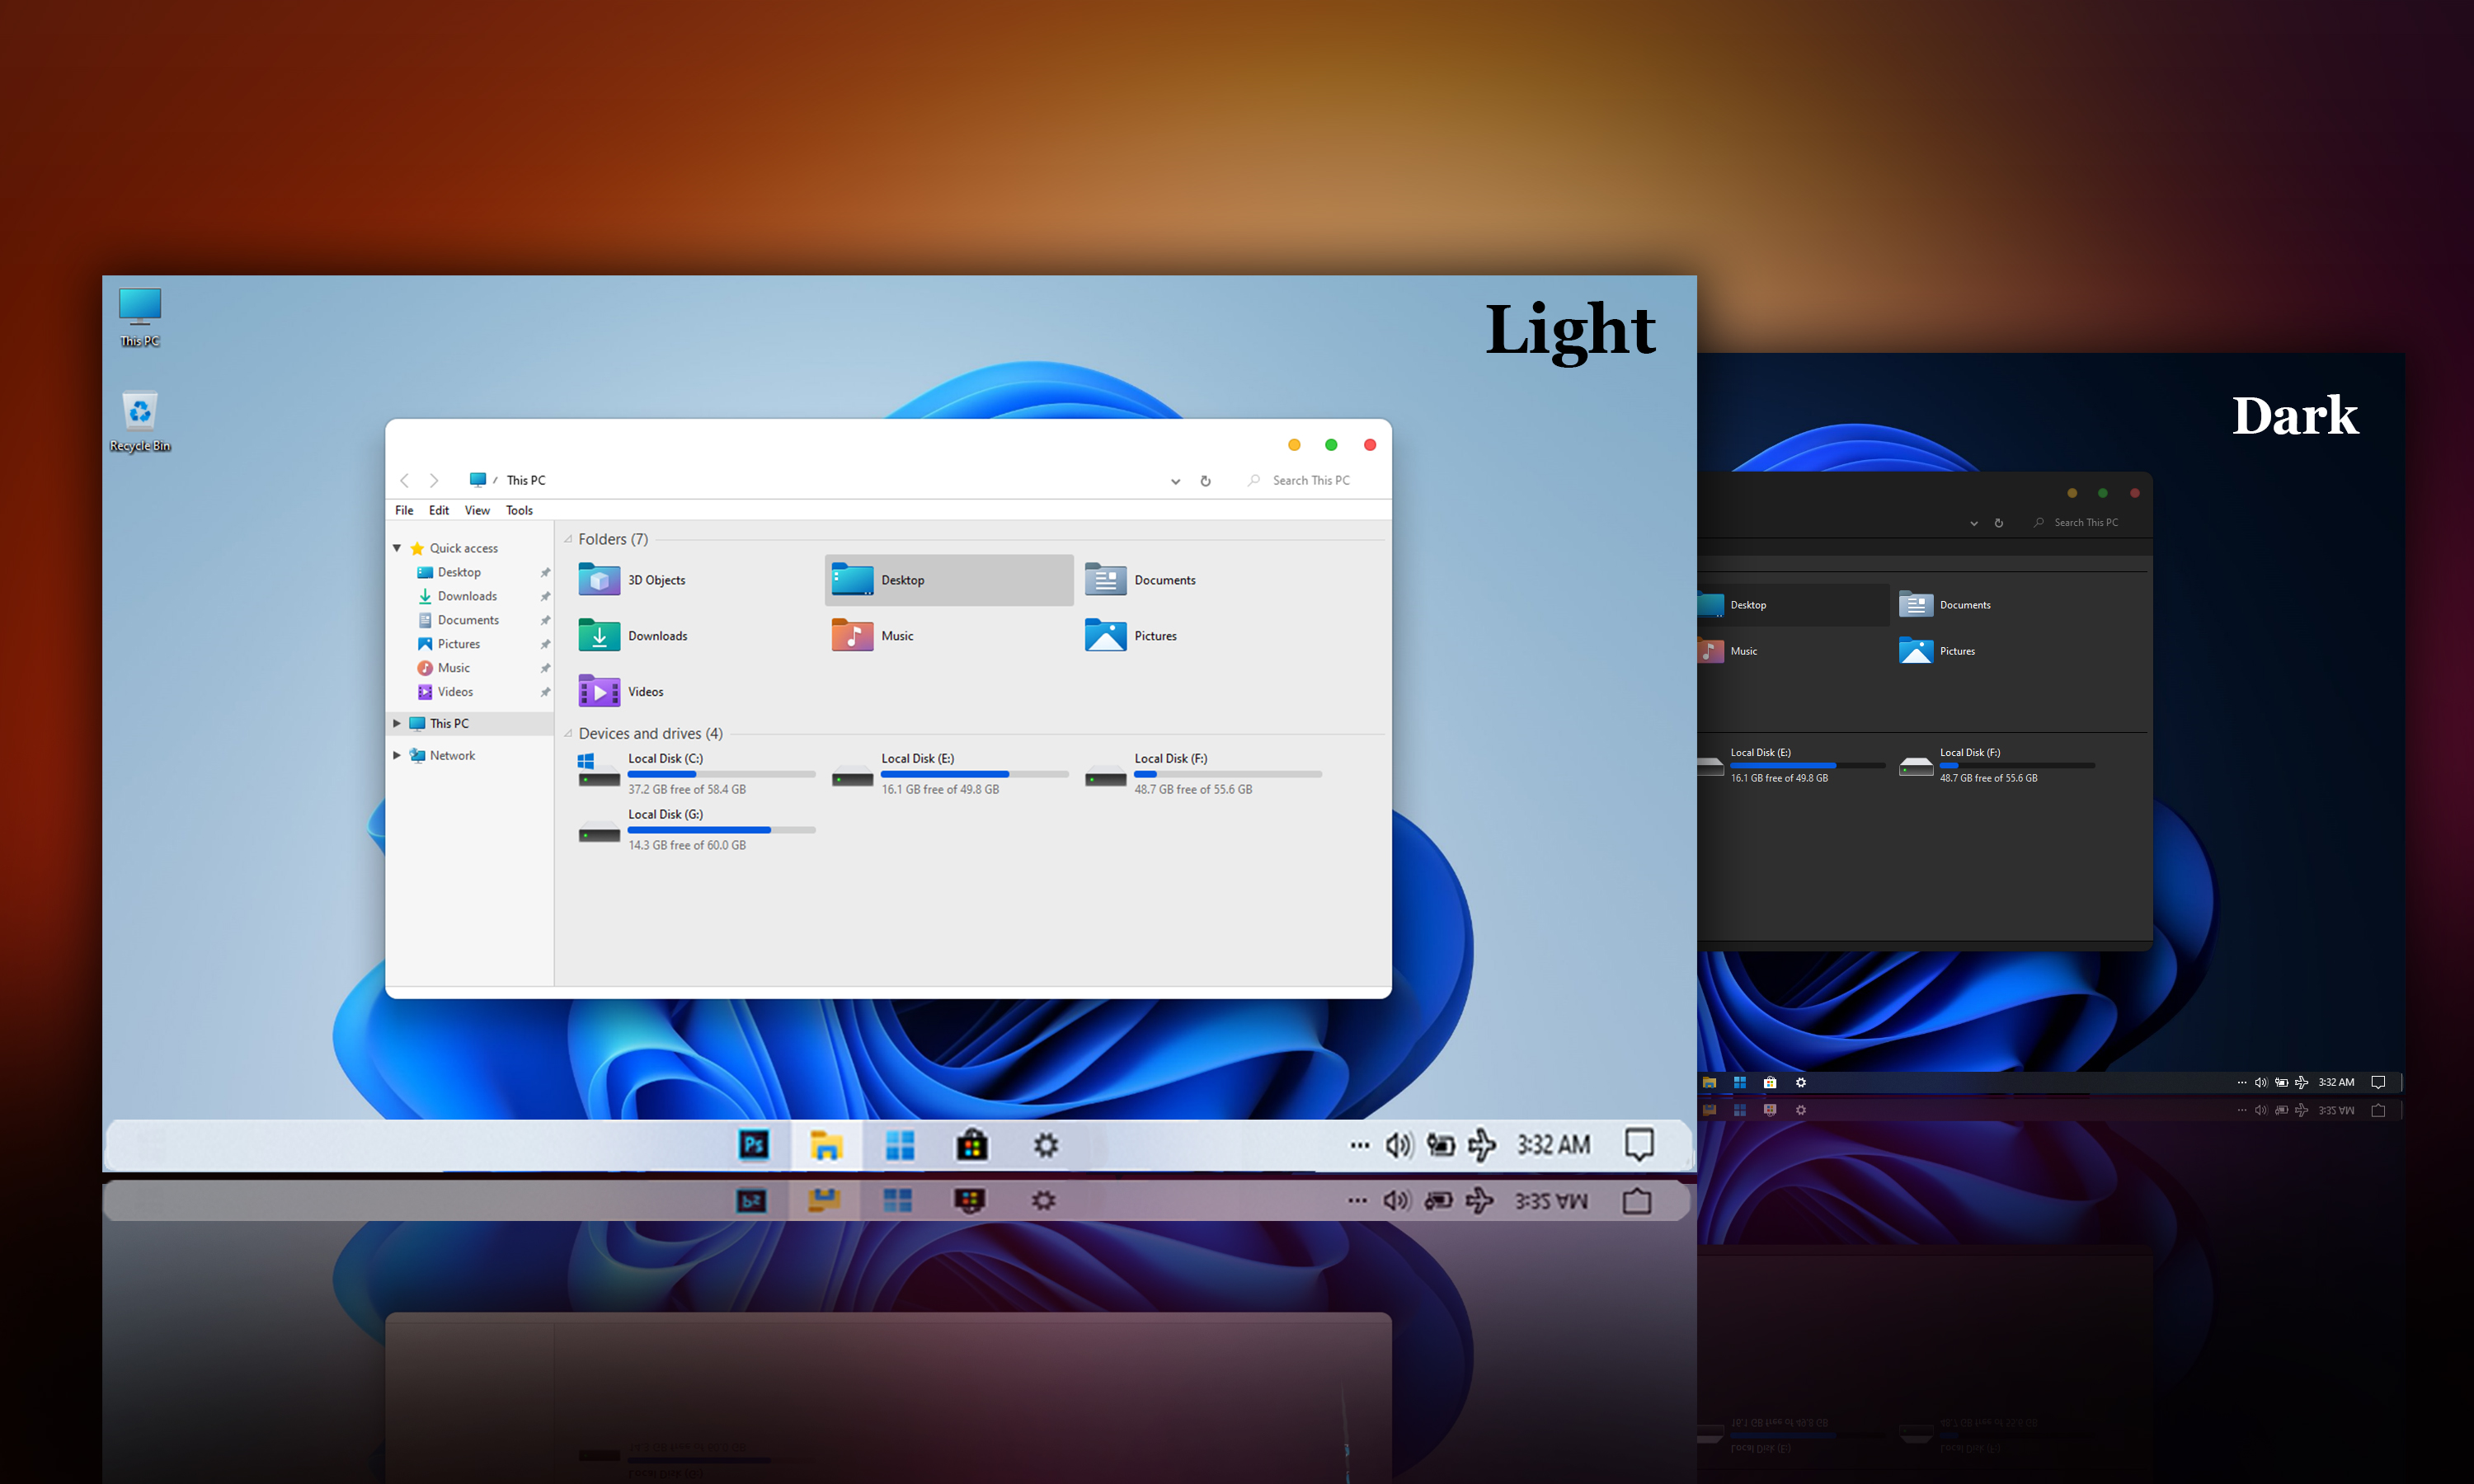 Light
This PC
Recycle Bin
This PC
Search This PC
File Edit View Tools
Quick access
Desktop
Downloads
Documents
Pictures
Music
Videos
This PC
Network
Folders (7)
3D Objects
Desktop
Documents
Downloads
Music
Pictures
Videos
Devices and drives (4)
Local Disk (C:)
37.2 GB free of 58.4 GB
Local Disk (E:)
16.1 GB free of 49.8 GB
Local Disk (F:)
48.7 GB free of 55.6 GB
Local Disk (G:)
14.3 GB free of 60.0 GB
Ps
3:32 AM
Dark
Search This PC
Desktop
Documents
Music
Pictures
Local Disk (E:)
16.1 GB free of 49.8 GB
Local Disk (F:)
48.7 GB free of 55.6 GB
3:32 AM